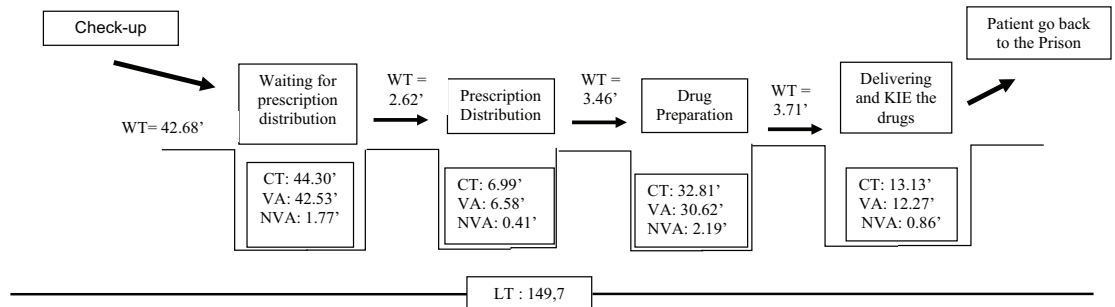 Check-up
Patient go back
to the Prison
WT= 42.68’
Waiting for
prescription
distribution
WT =
2.62’
Prescription
Distribution
WT =
3.46’
Drug
Preparation
WT =
3.71’
Delivering
and KIE the
drugs
CT: 44.30’
VA: 42.53’
NVA: 1.77’
CT: 6.99’
VA: 6.58’
NVA: 0.41’
CT: 32.81’
VA: 30.62’
NVA: 2.19’
CT: 13.13’
VA: 12.27’
NVA: 0.86’
LT : 149,7